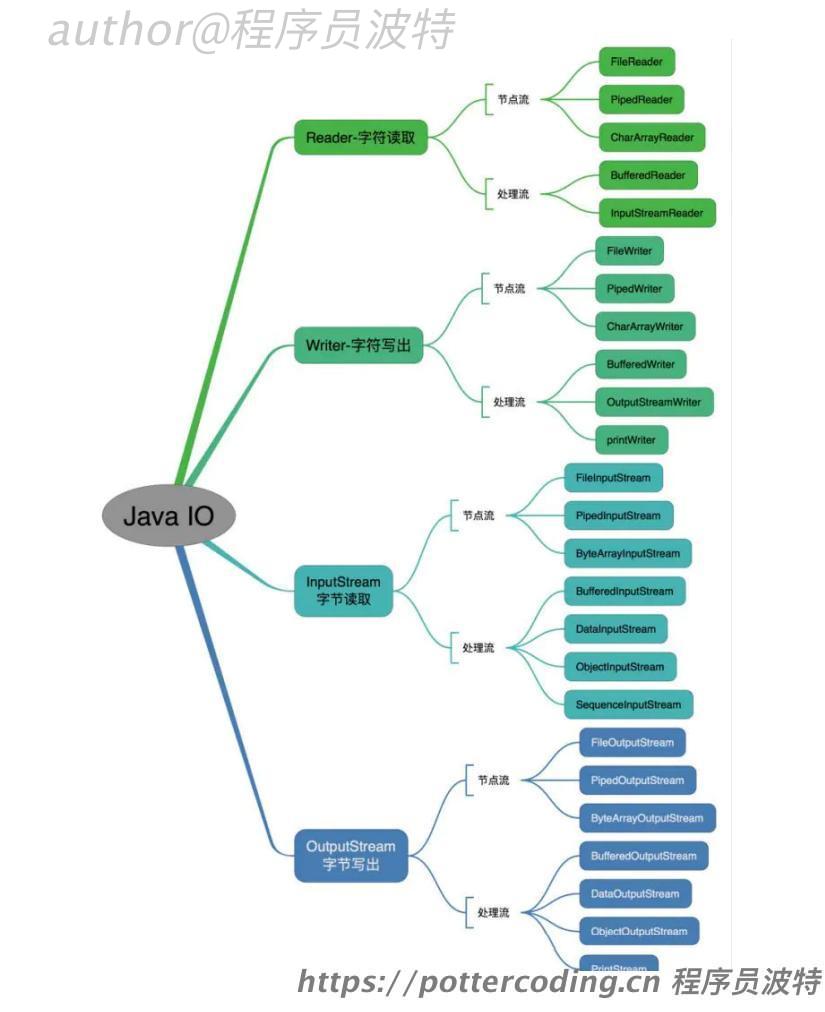 author@程序员波特
FileReader
节点流
PipedReader
CharArrayReader
Reader-字符读取
BufferedReader
处理流
InputStreamReader
FileWriter
节点流
PipedWriter
CharArrayWriter
Writer-字符写出
BufferedWriter
处理流
OutputStreamWriter
printWriter
Java IO
FileInputStream
节点流
PipedInputStream
ByteArrayInputStream
InputStream
字节读取
BufferedInputStream
DataInputStream
处理流
ObjectInputStream
SequenceInputStream
FileOutputStream
节点流
PipedOutputStream
ByteArrayOutputStream
OutputStream
字节写出
BufferedOutputStream
DataOutputStream
处理流
ObjectOutputStream
PrintStream
https://pottercoding.cn 程序员波特